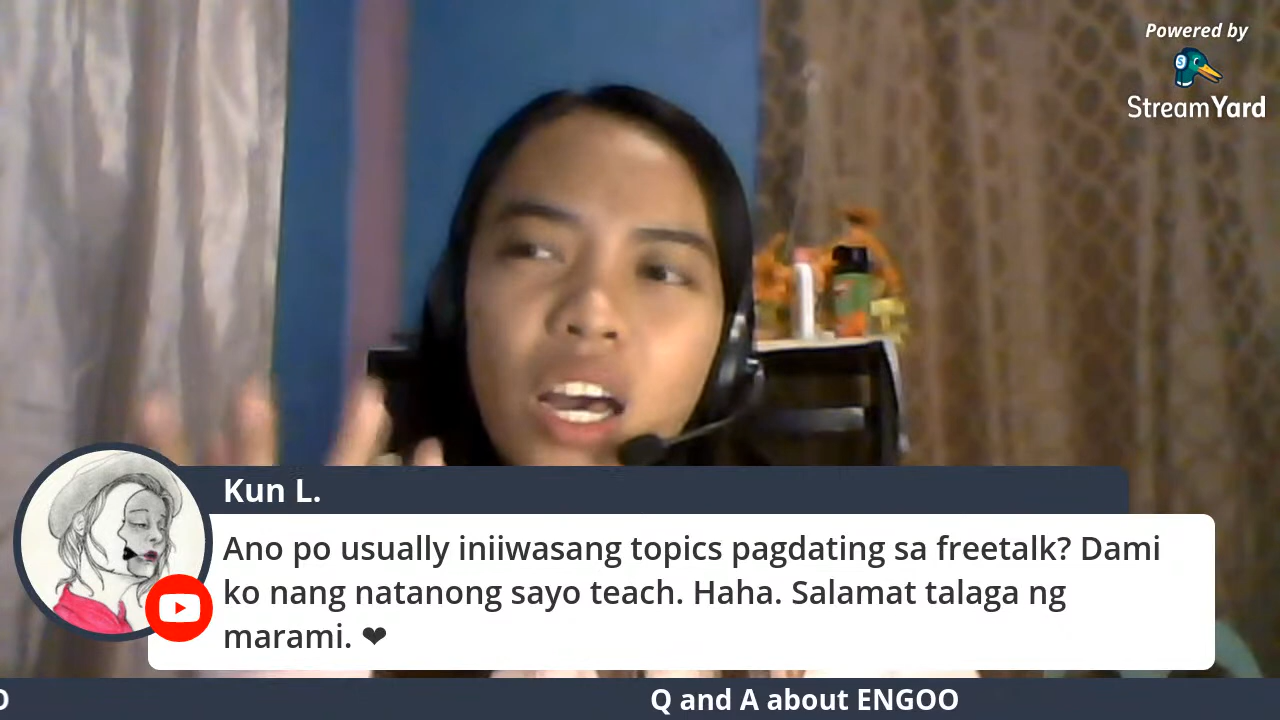 Powered by
StreamYard
Kun L.
Ano po usually iniiwasang topics pagdating sa freetalk? Dami
ko nang natanong sayo teach. Haha. Salamat talaga ng
marami. ❤
O
Q and A about ENGOO